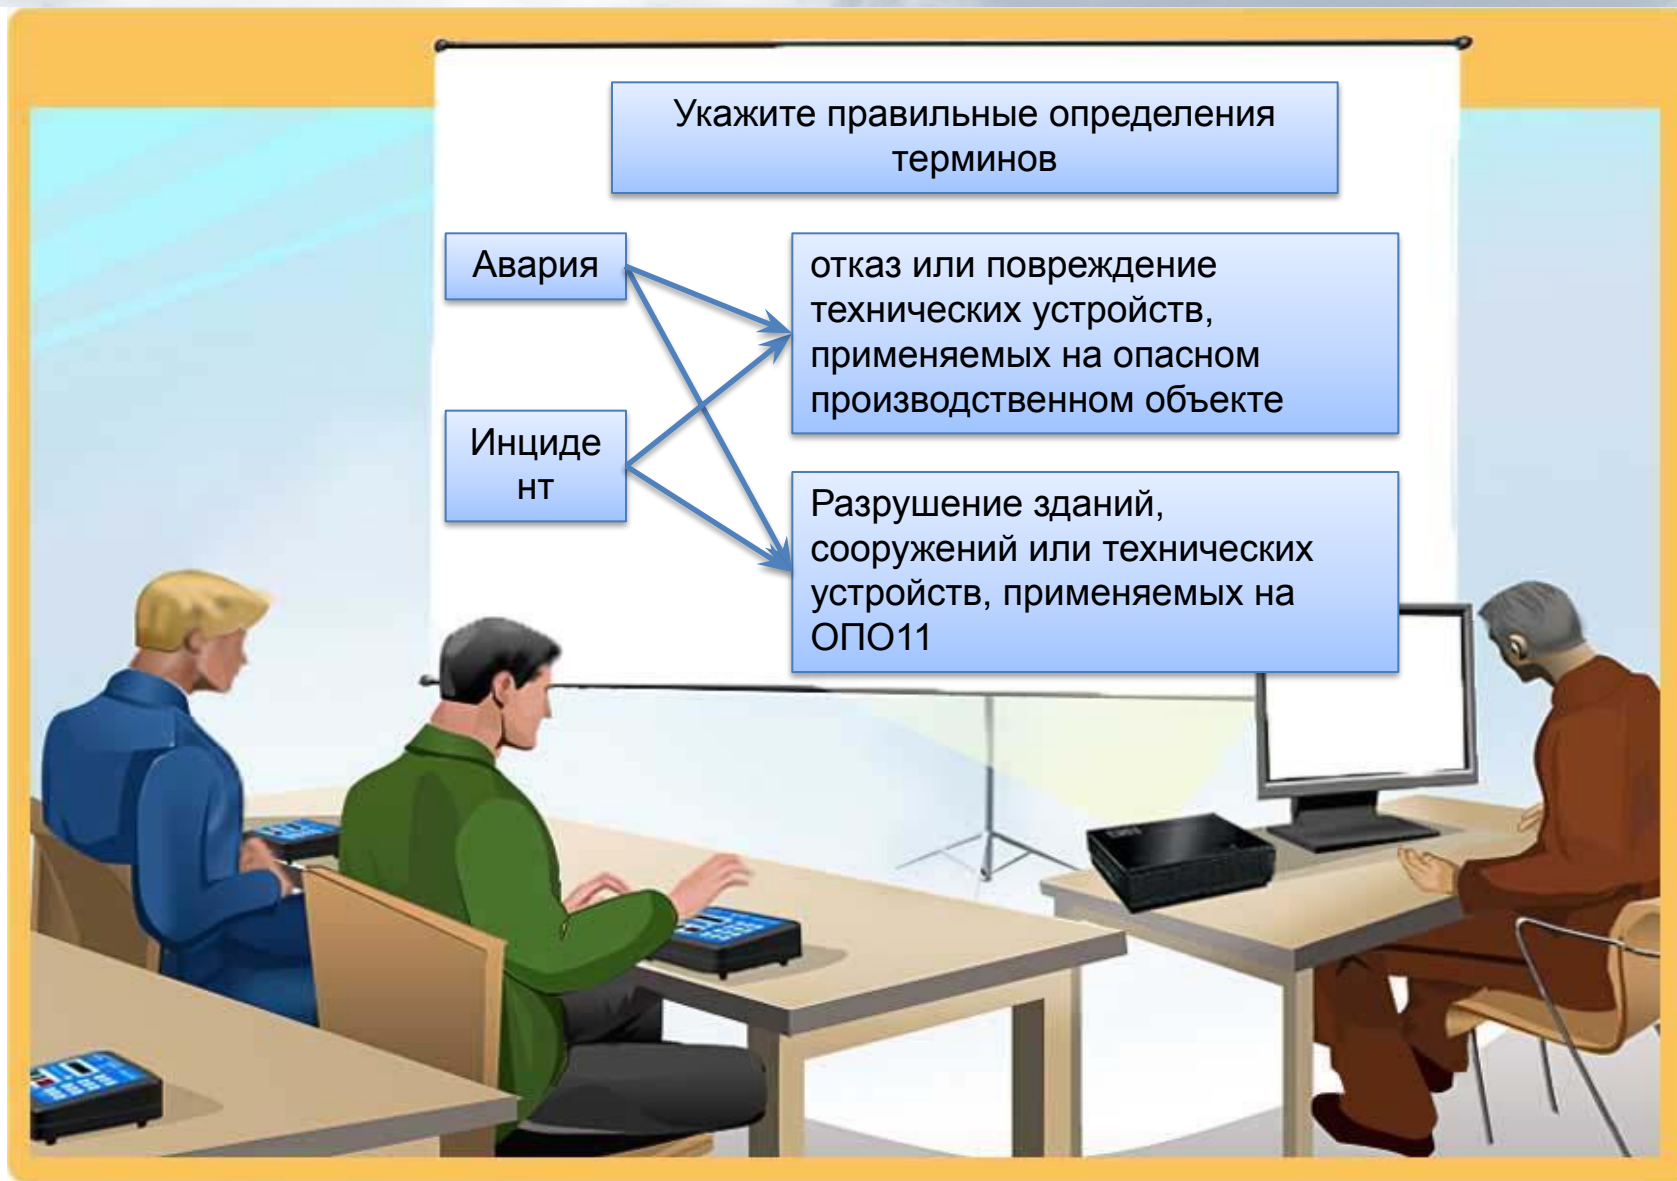 Укажите правильные определения
терминов
Авария
отказ или повреждение
технических устройств,
применяемых на опасном
производственном объекте
Инциде
нт
Разрушение зданий,
сооружений или технических
устройств, применяемых на
ОПО11